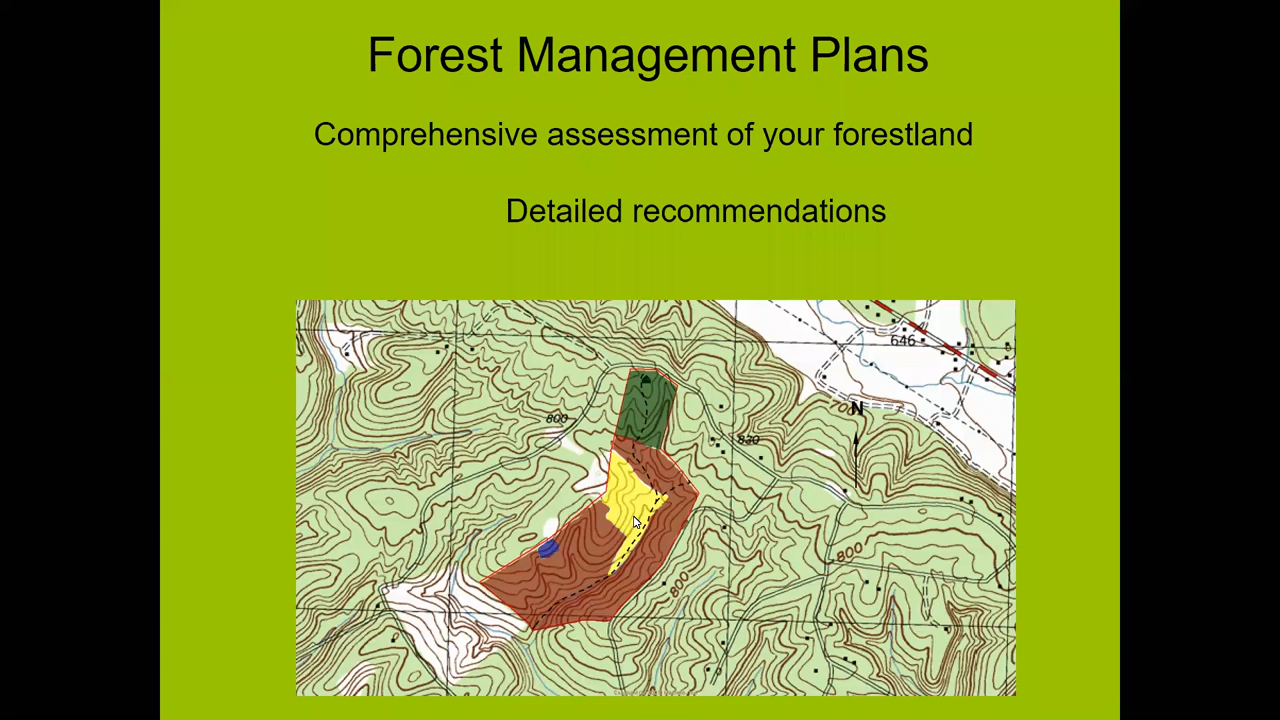 Forest Management Plans
Comprehensive assessment of your forestland
Detailed recommendations
646
N
800
830
800
800